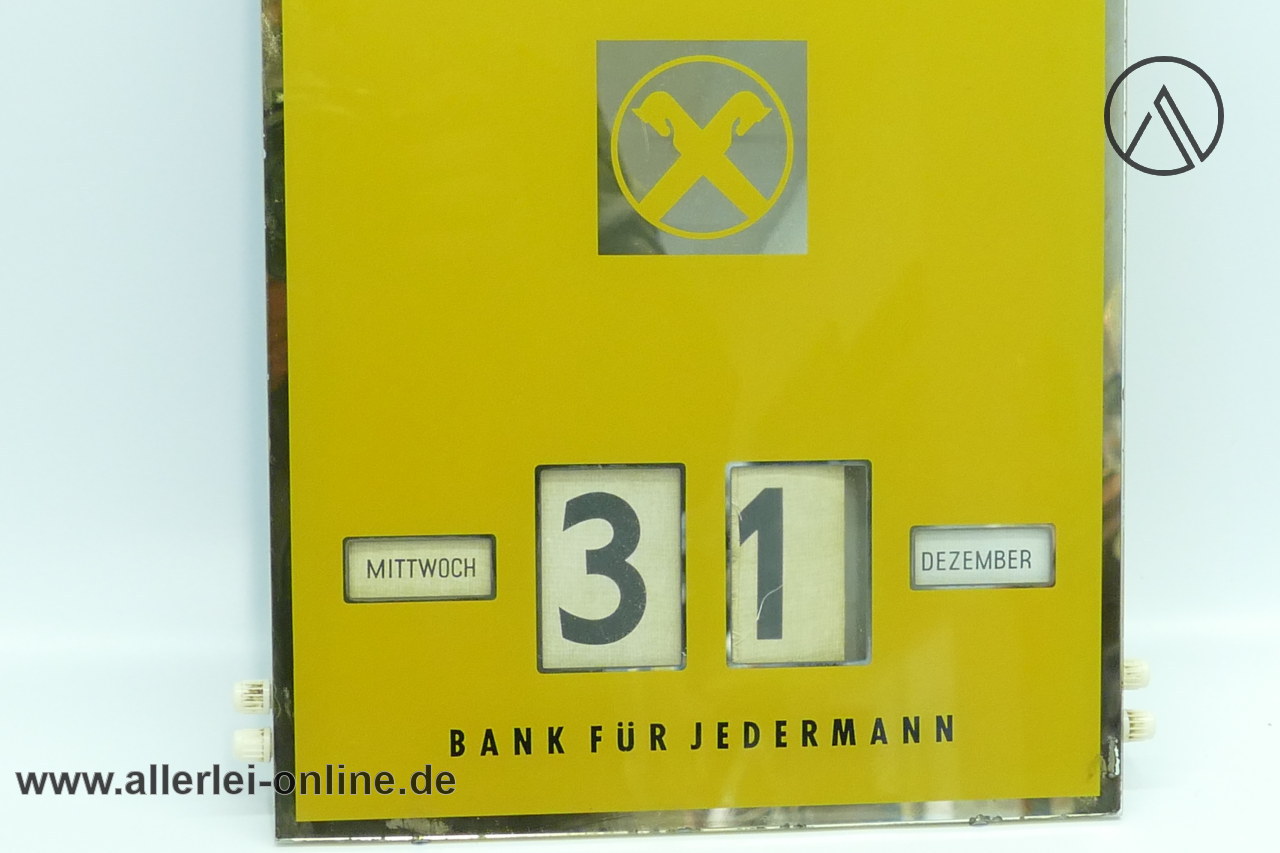 MITTWOCH 31 DEZEMBER
BANK FÜR JEDERMANN
www.allerlei-online.de